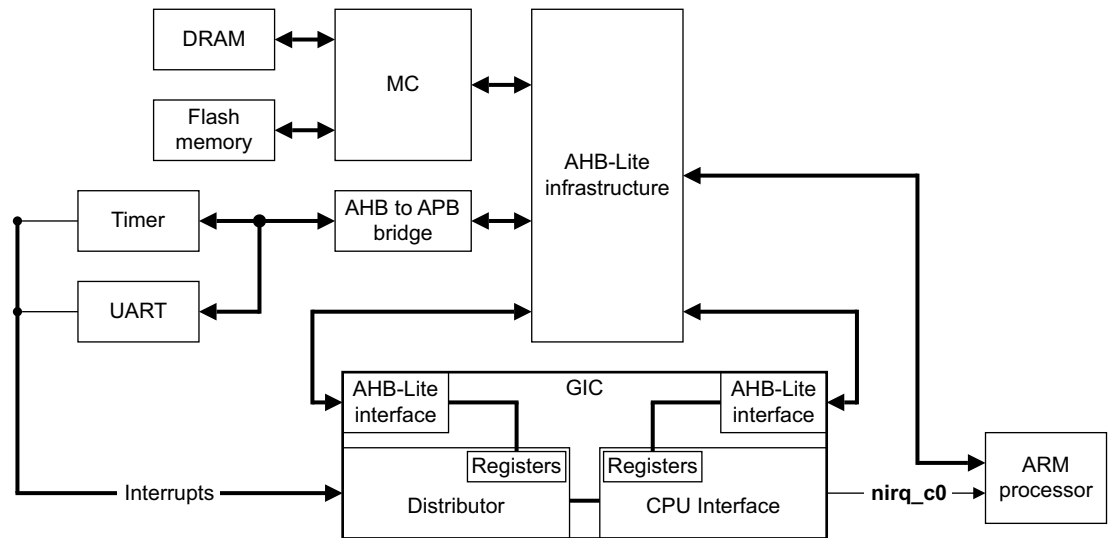 DRAM
MC
Flash
memory
AHB-Lite
infrastructure
Timer
AHB to APB
bridge
UART
AHB-Lite
interface
GIC
AHB-Lite
interface
Registers
Registers
Interrupts
Distributor
CPU Interface
nirq_c0
ARM
processor